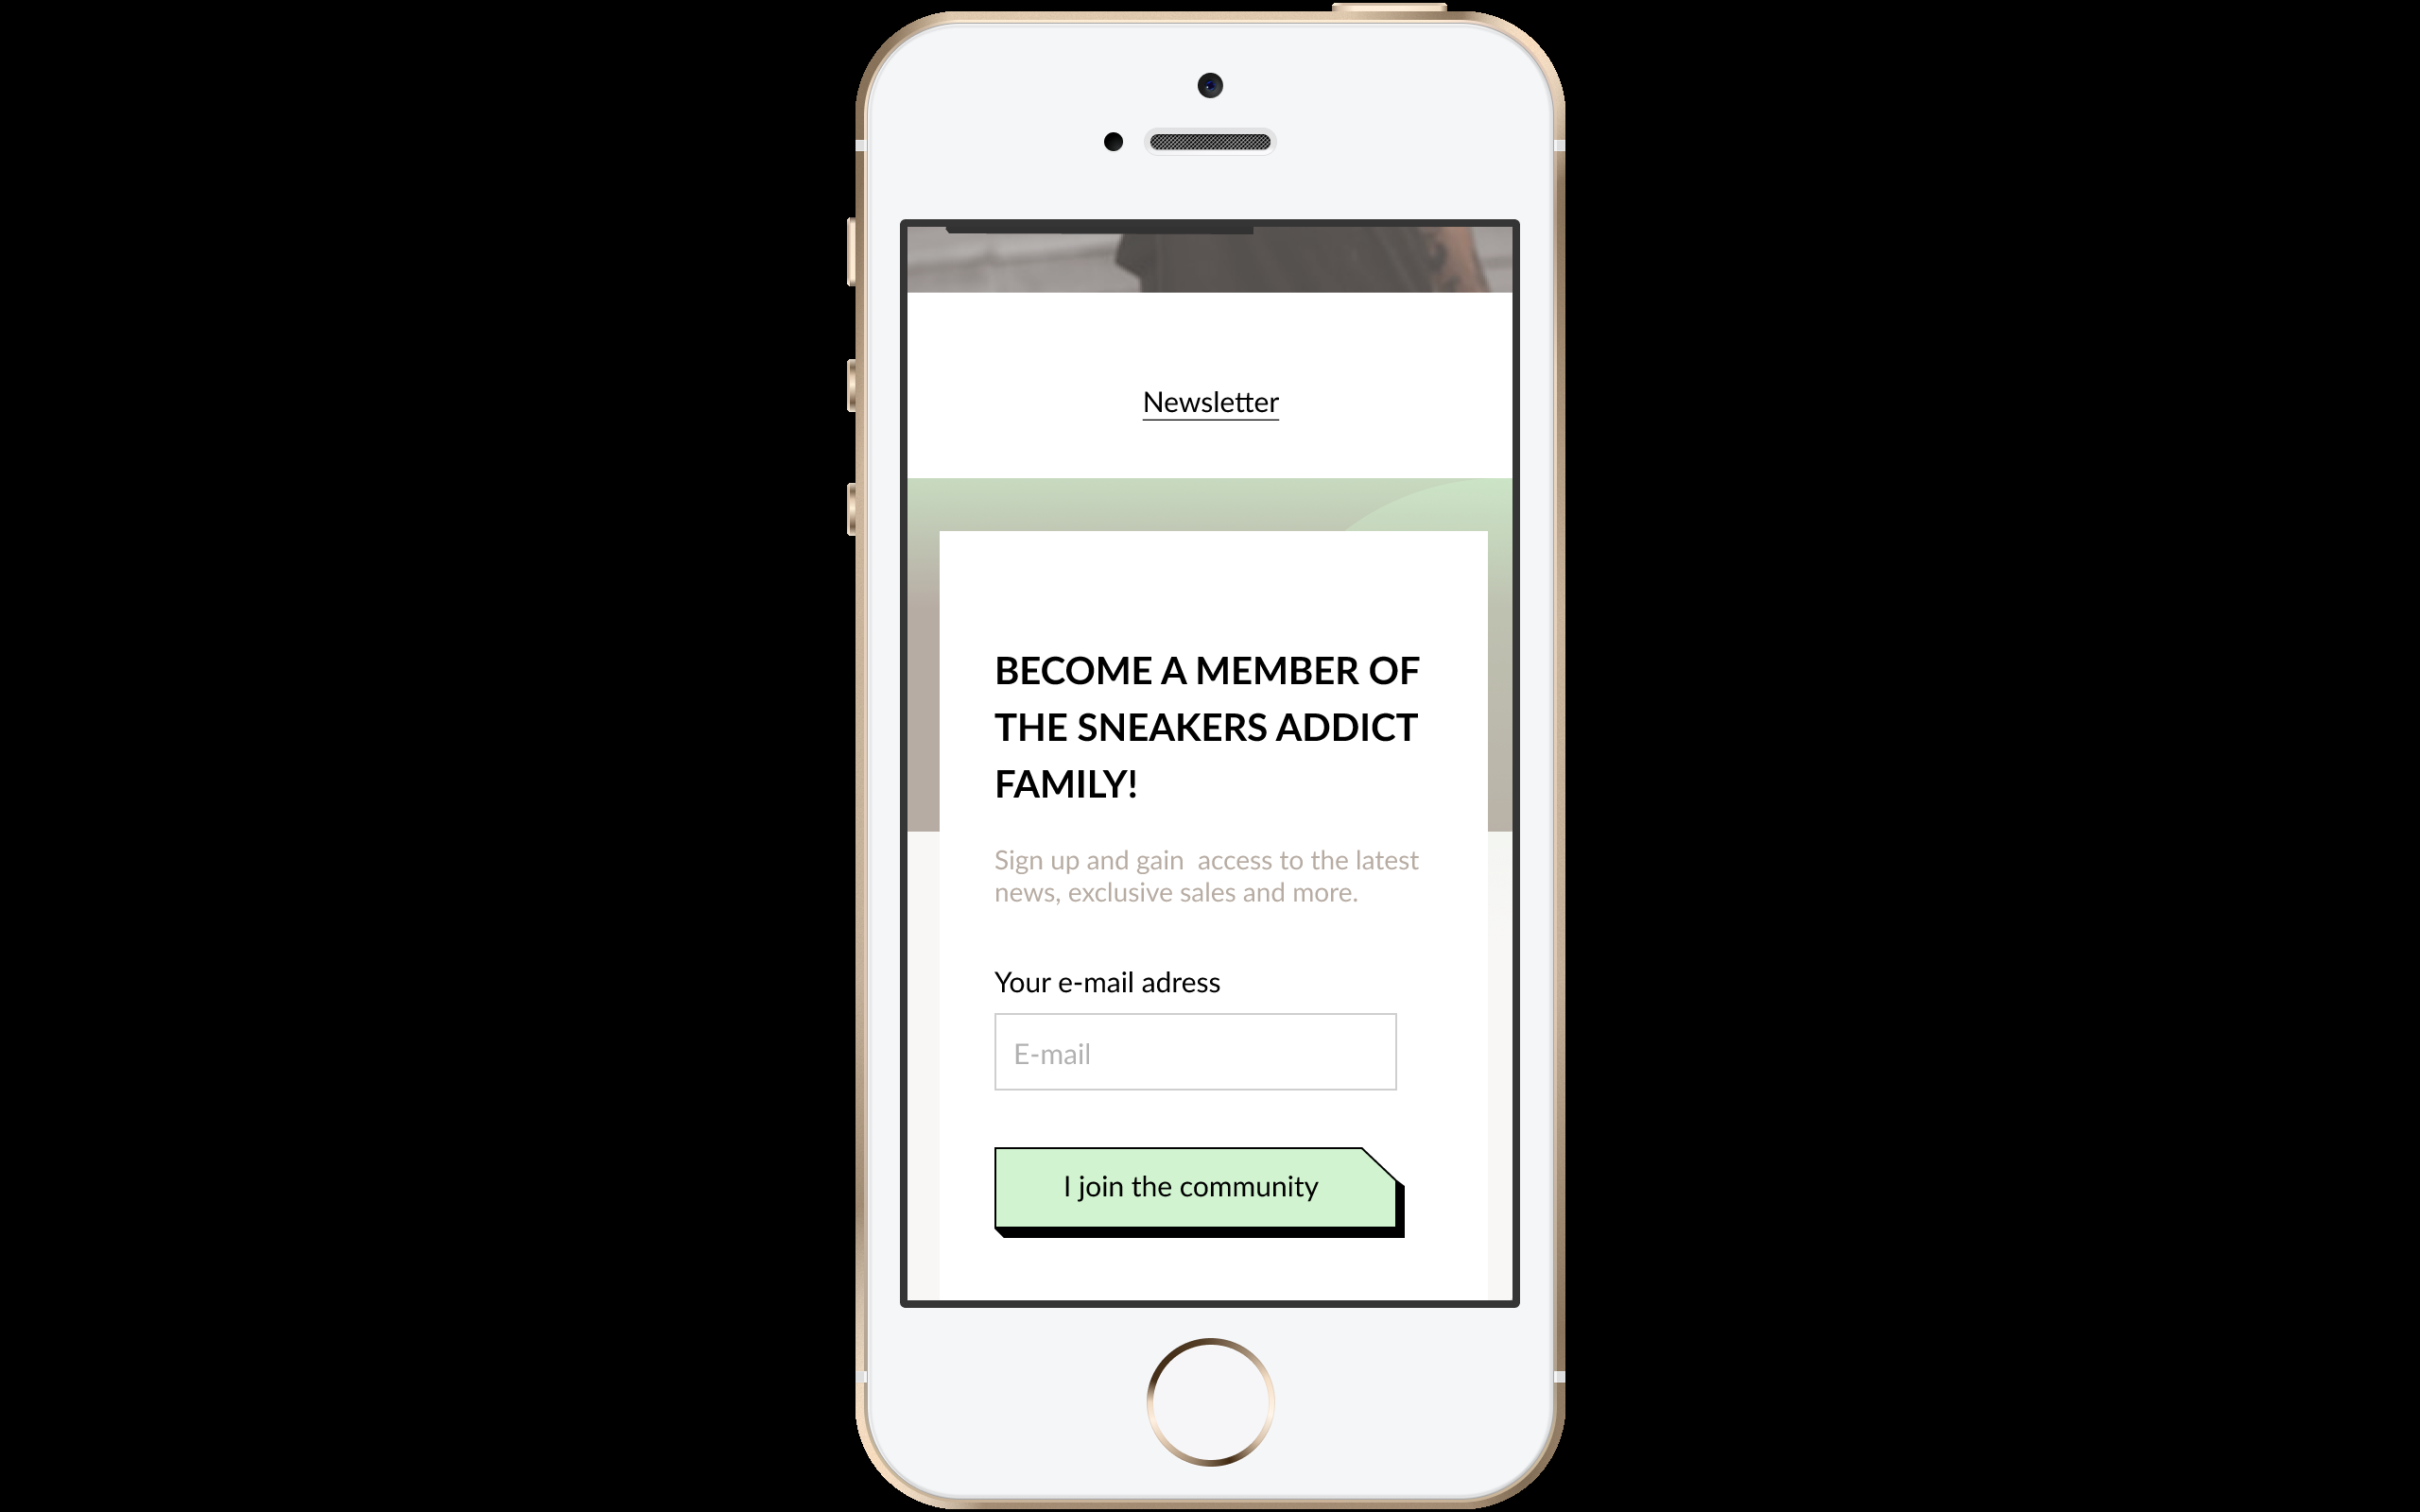 Newsletter
BECOME A MEMBER OF
THE SNEAKERS ADDICT
FAMILY!
Sign up and gain  access to the latest
news, exclusive sales and more.
Your e-mail adress
E-mail
I join the community